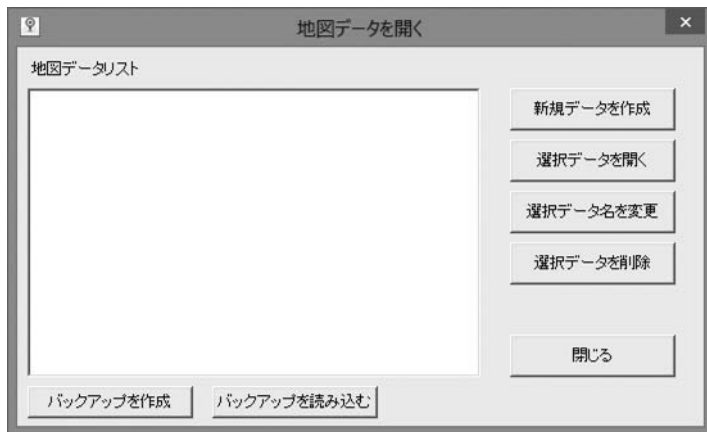 地図データを開く
地図データリスト
新規データを作成
選択データを開く
選択データ名を変更
選択データを削除
閉じる
バックアップを作成
バックアップを読み込む